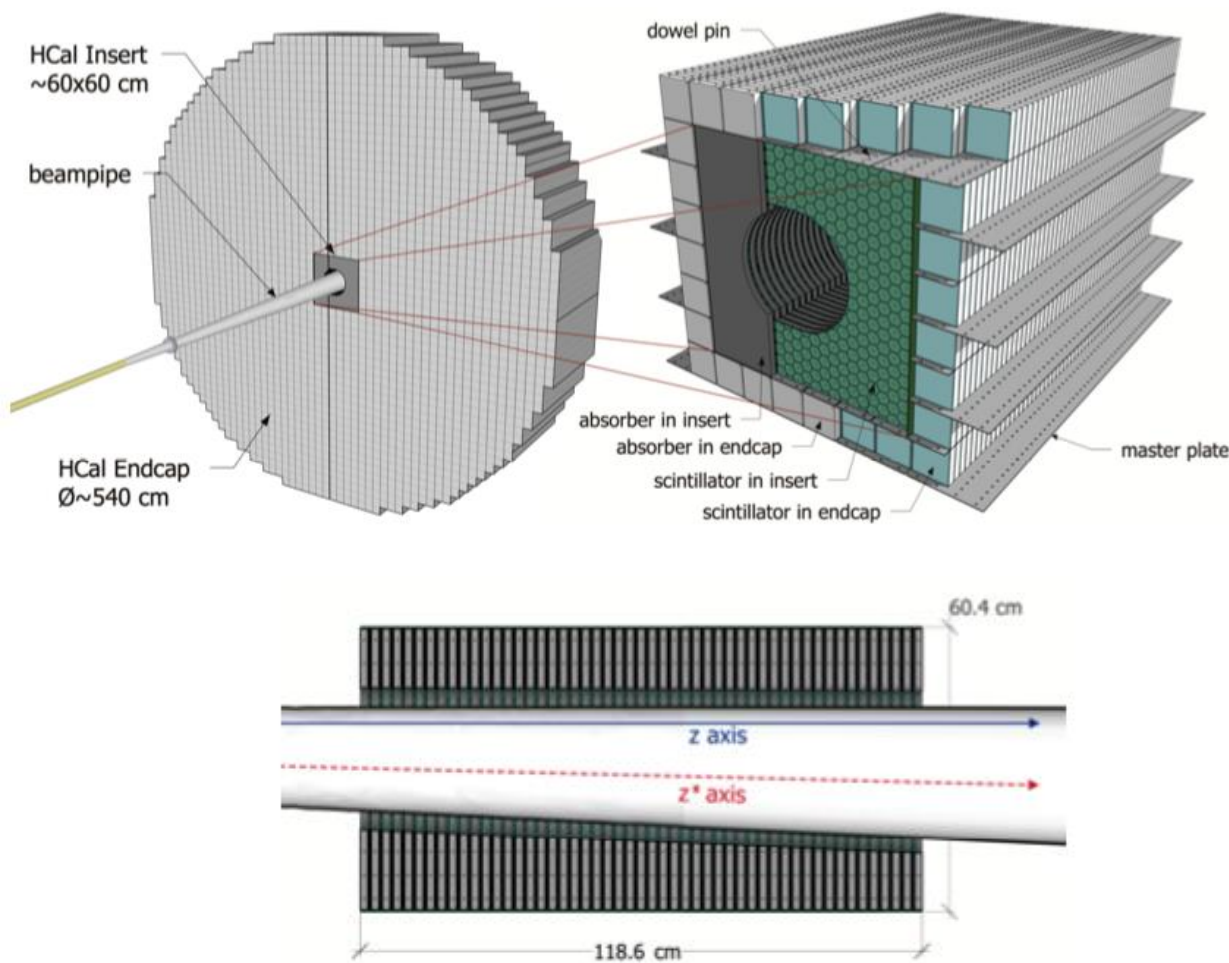 HCal Insert
~60x60 cm
beampipe
HCal Endcap
Ø~540 cm
dowel pin
absorber in insert
absorber in endcap
scintillator in insert
scintillator in endcap
master plate
60.4 cm
z axis
z* axis
118.6 cm